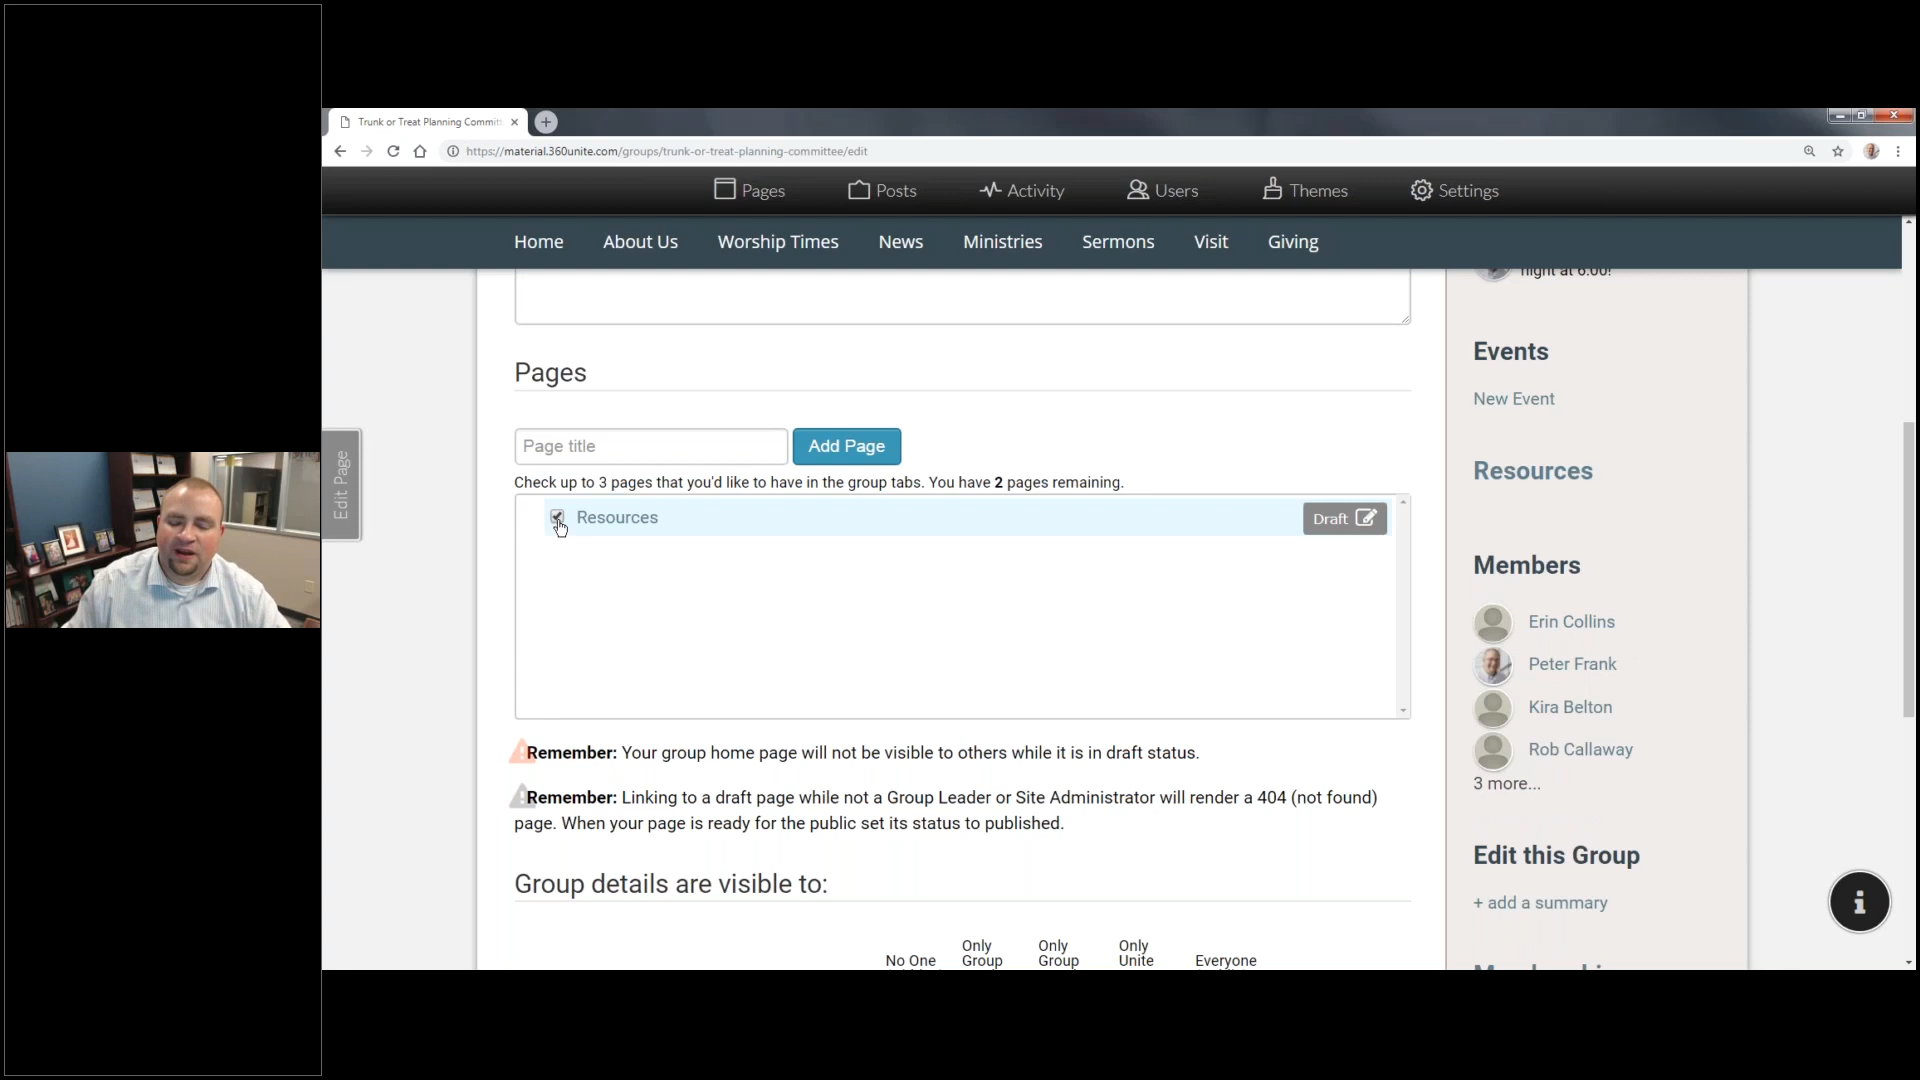 Trunk or Treat Planning Committ
https://material.360unite.com/groups/trunk-or-treat-planning-committee/edit
Pages Posts Activity Users Themes Settings
Home About Us Worship Times News Ministries Sermons Visit Giving
night at 6:00!
Edit Page
Pages
Page title Add Page
Check up to 3 pages that you'd like to have in the group tabs. You have 2 pages remaining.
Resources Draft
Remember: Your group home page will not be visible to others while it is in draft status.
Remember: Linking to a draft page while not a Group Leader or Site Administrator will render a 404 (not found)
page. When your page is ready for the public set its status to published.
Group details are visible to:
No One
Only
Group
Only
Group
Only
Unite
Everyone
Events
New Event
Resources
Members
Erin Collins
Peter Frank
Kira Belton
Rob Callaway
3 more...
Edit this Group
+ add a summary